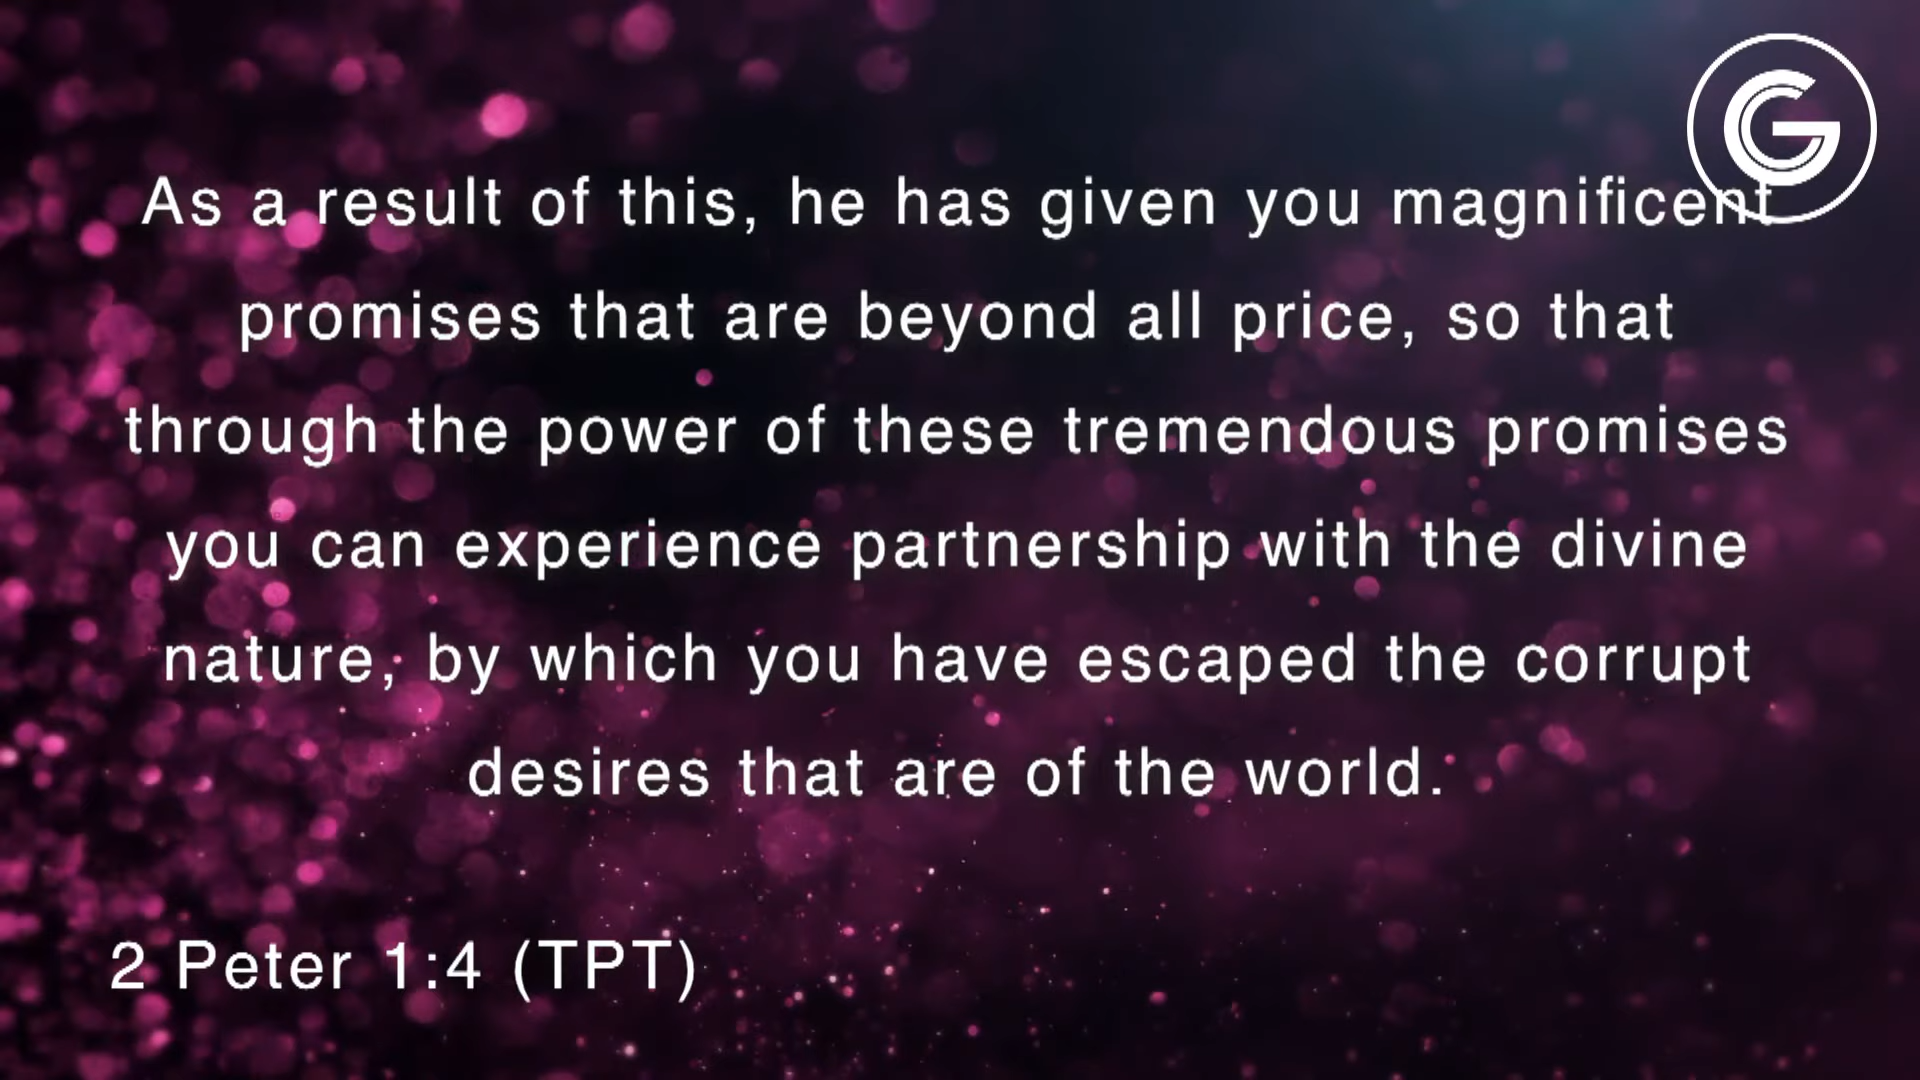 As a result of this, he has given you magnificent
promises that are beyond all price, so that
through the power of these tremendous promises
you can experience partnership with the divine
nature, by which you have escaped the corrupt
desires that are of the world.
2 Peter 1:4 (TPT)
G